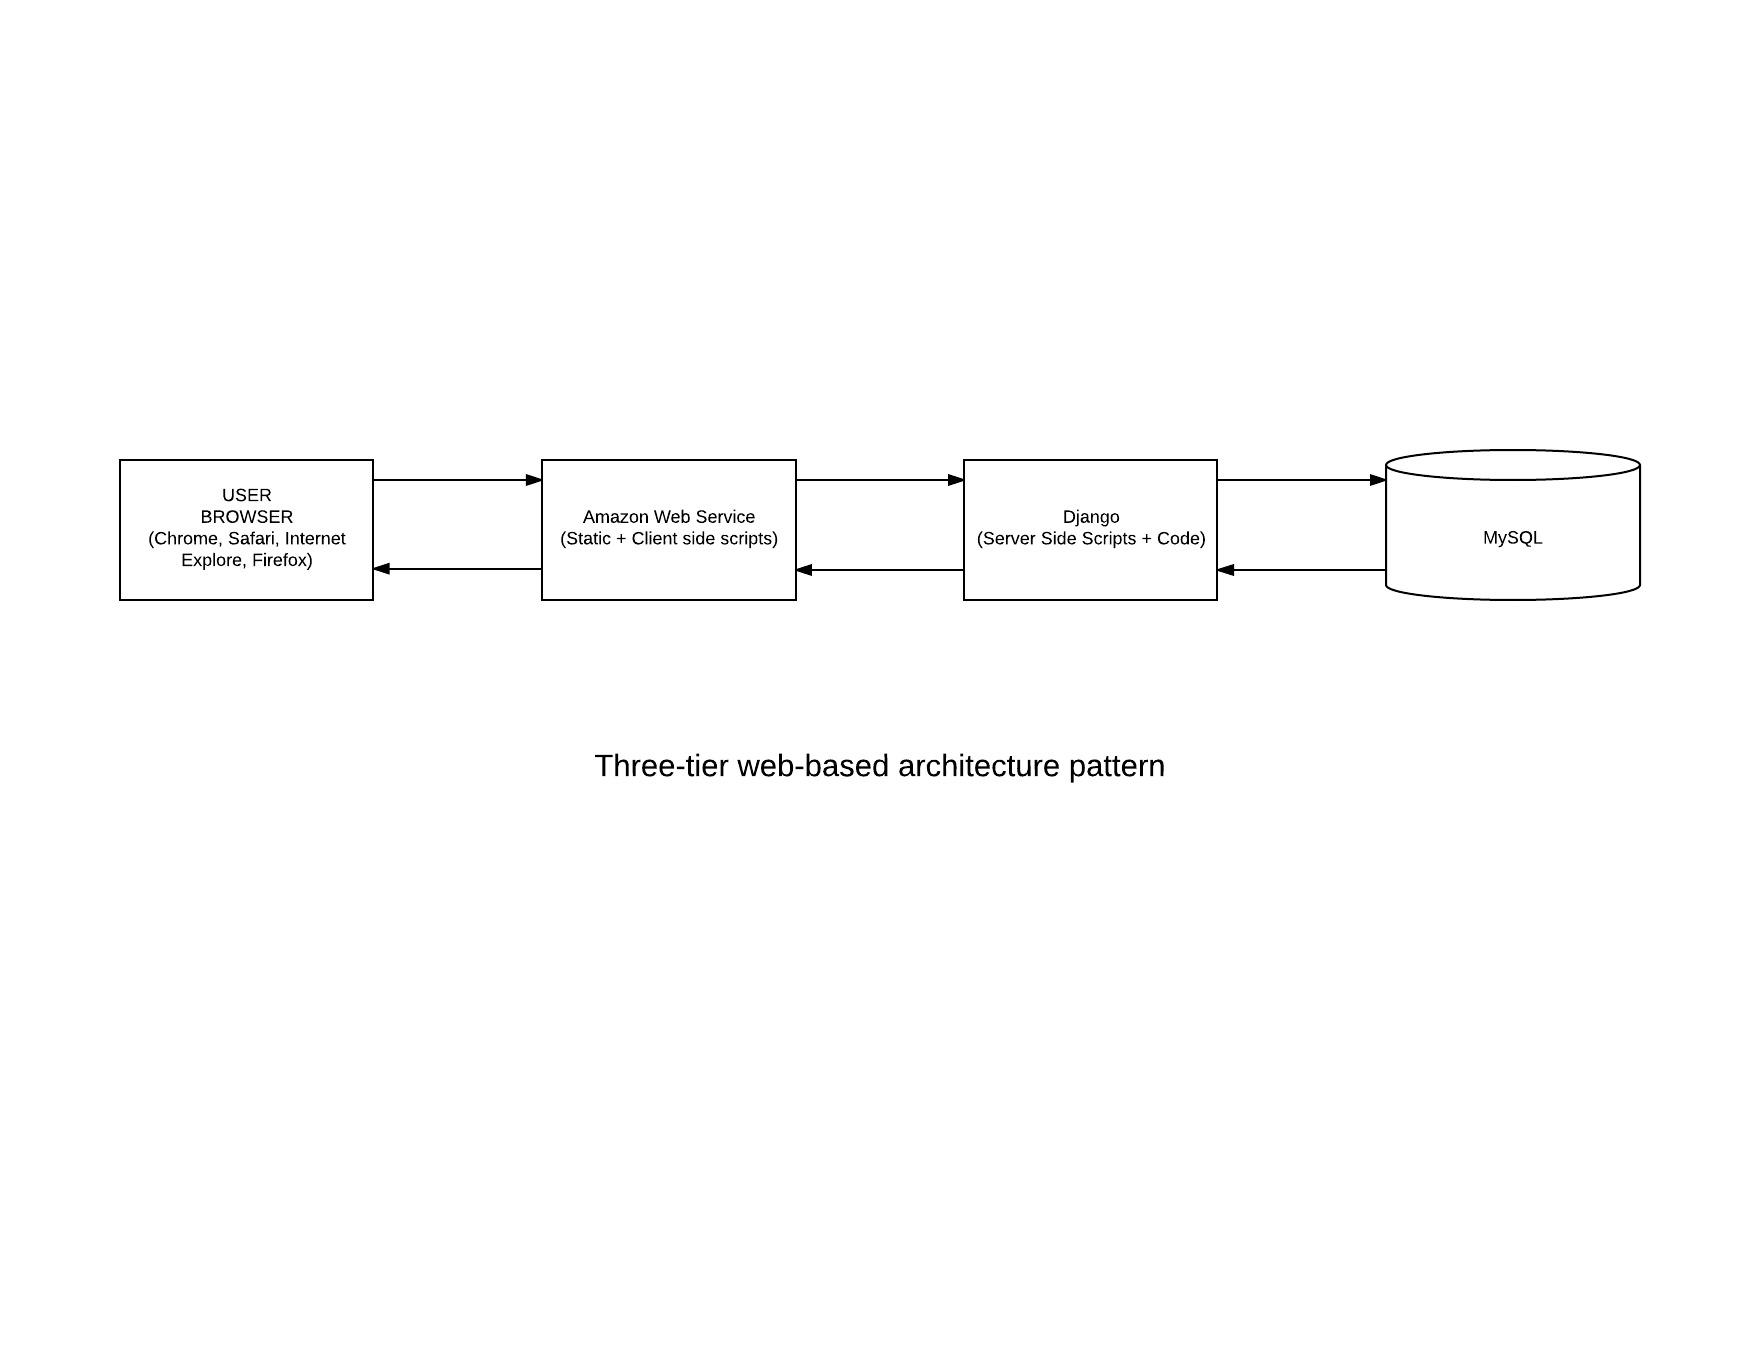 USER
BROWSER
(Chrome, Safari, Internet
Explore, Firefox)
Amazon Web Service
(Static + Client side scripts)
Django
(Server Side Scripts + Code)
MySQL
Three-tier web-based architecture pattern